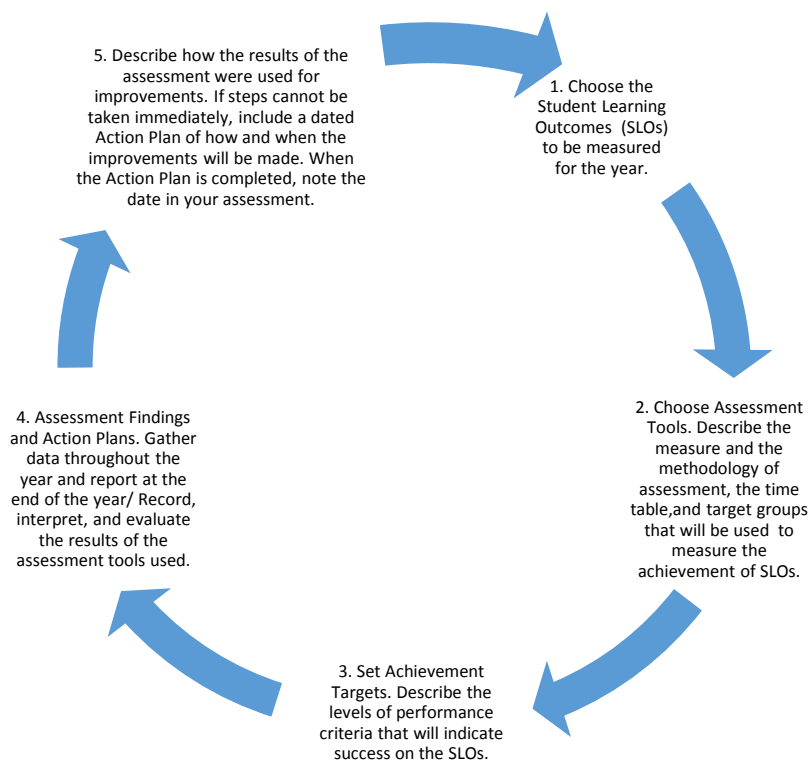 1. Choose the
Student Learning
Outcomes (SLOs)
to be measured
for the year.
2. Choose Assessment
Tools. Describe the
measure and the
methodology of
assessment, the time
table,and target groups
that will be used to
measure the
achievement of SLOs.
3. Set Achievement
Targets. Describe the
levels of performance
criteria that will indicate
success on the SLOs.
4. Assessment Findings
and Action Plans. Gather
data throughout the
year and report at the
end of the year/ Record,
interpret, and evaluate
the results of the
assessment tools used.
5. Describe how the results of the
assessment were used for
improvements. If steps cannot be
taken immediately, include a dated
Action Plan of how and when the
improvements will be made. When
the Action Plan is completed, note the
date in your assessment.